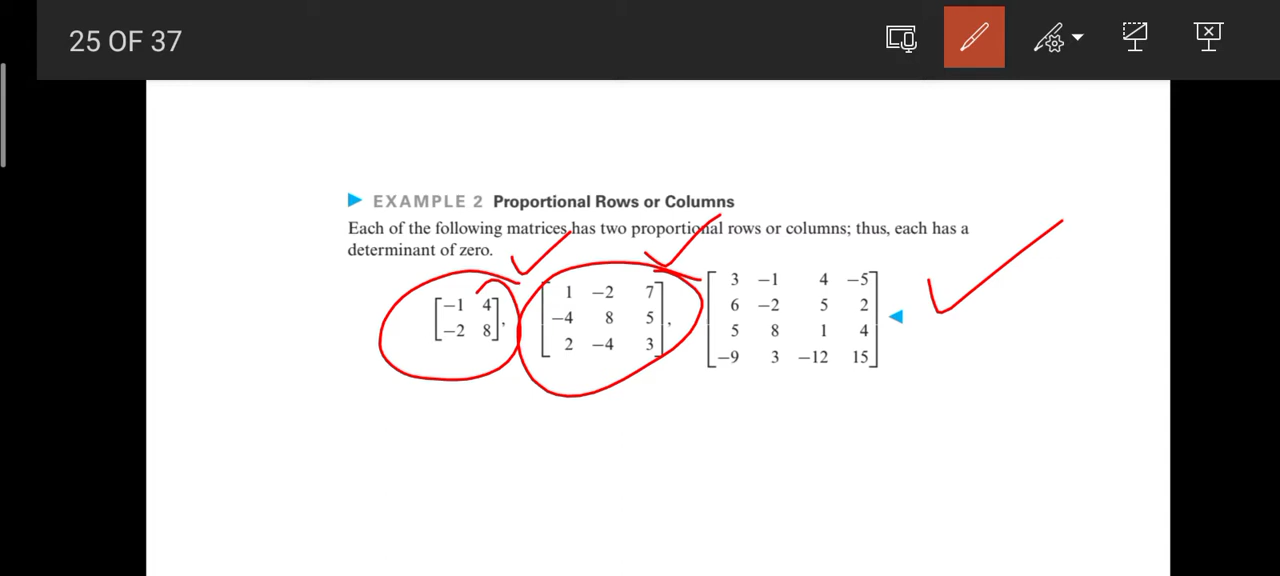 25 OF 37
EXAMPLE 2 Proportional Rows or Columns
Each of the following matrices has two proportional rows or columns; thus, each has a
determinant of zero.
[−1 4
−2 8],
[1 −2 7
−4 8 5
2 −4 3],
[3 −1 4 −5
6 −2 5 2
5 8 1 4
−9 3 −12 15]